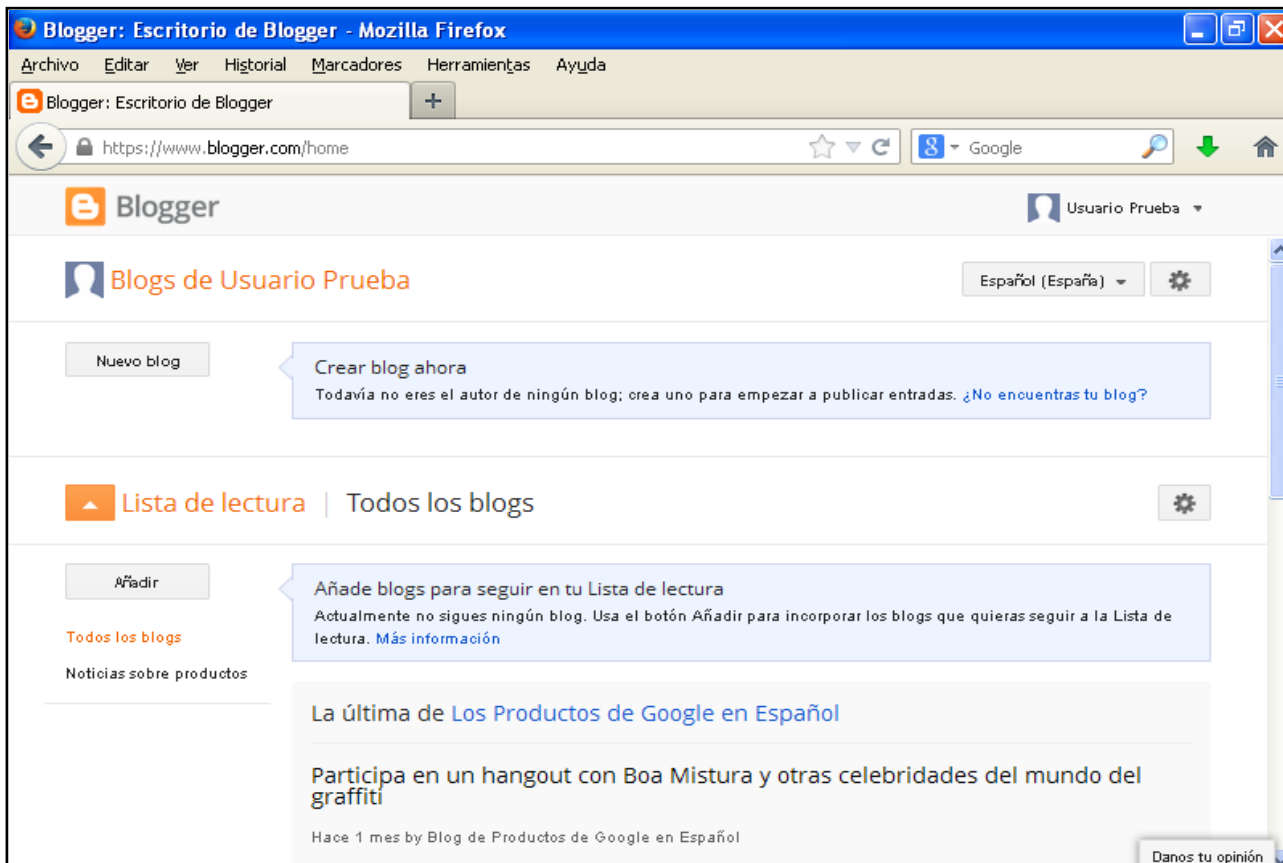 Blogger: Escritorio de Blogger - Mozilla Firefox
Archivo Editar Ver Historial Marcadores Herramientas Ayuda
Blogger: Escritorio de Blogger
https://www.blogger.com/home
Google
Blogger
Usuario Prueba
Blogs de Usuario Prueba
Español (España)
Nuevo blog
Crear blog ahora
Todavía no eres el autor de ningún blog; crea uno para empezar a publicar entradas. ¿No encuentras tu blog?
Lista de lectura | Todos los blogs
Añadir
Añade blogs para seguir en tu Lista de lectura
Actualmente no sigues ningún blog. Usa el botón Añadir para incorporar los blogs que quieras seguir a la Lista de
lectura. Más información
Todos los blogs
Noticias sobre productos
La última de Los Productos de Google en Español
Participa en un hangout con Boa Mistura y otras celebridades del mundo del
graffiti
Hace 1 mes by Blog de Productos de Google en Español
Danos tu opinión